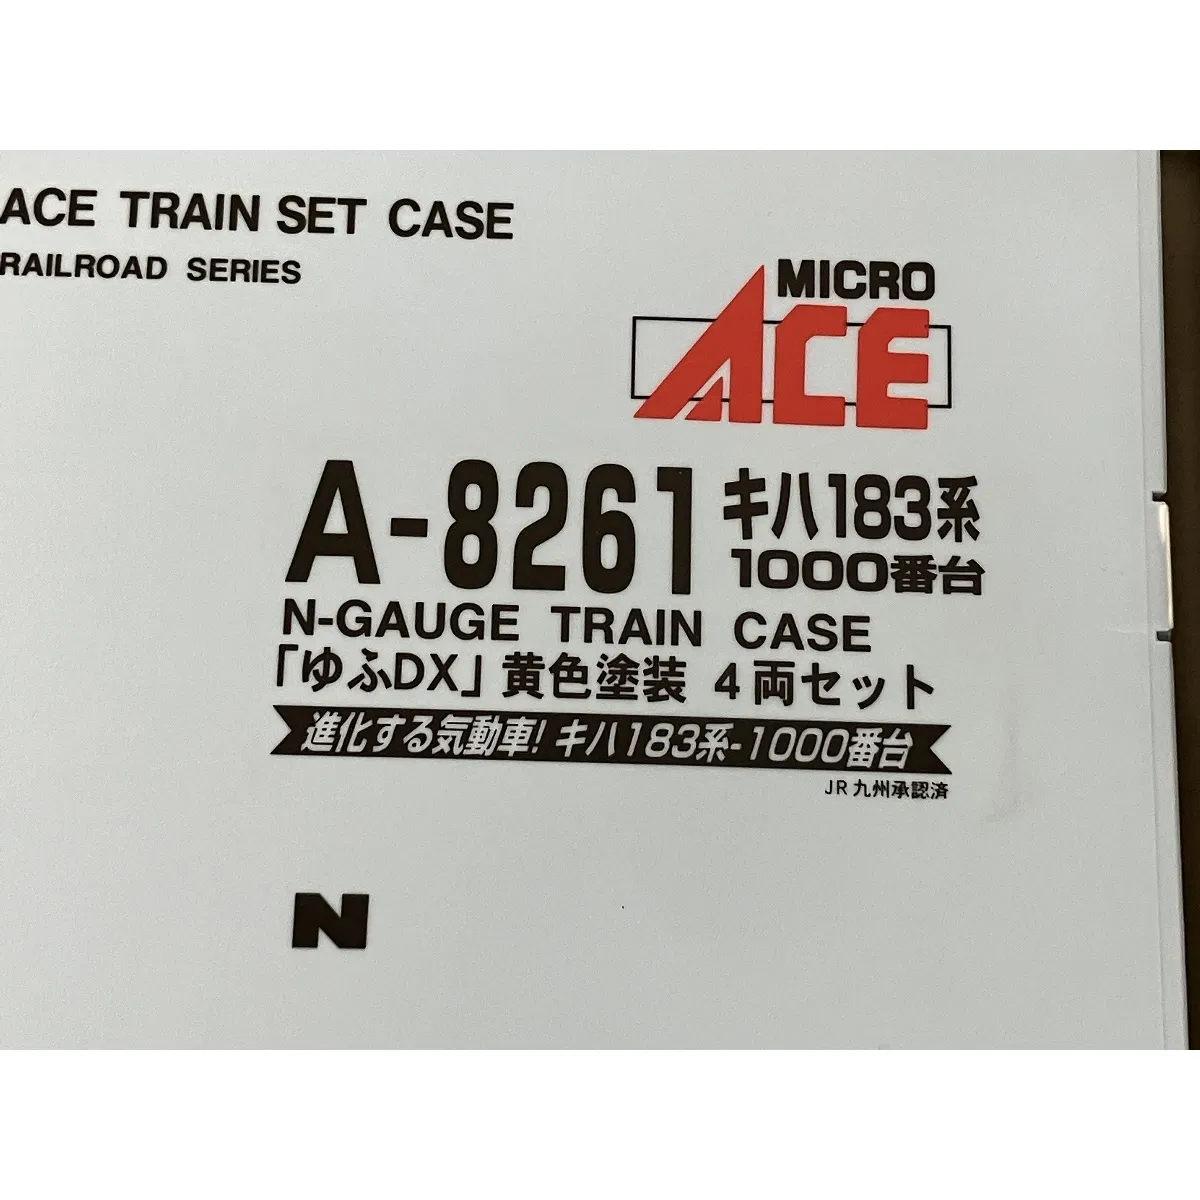 ACE TRAIN SET CASE
RAILROAD SERIES
MICRO
ACE
A-8261 キハ183系
1000番台
N-GAUGE TRAIN CASE
「ゆふDX」黄色塗装 4両セット
進化する気動車! キハ183系-1000番台
JR九州承認済
N